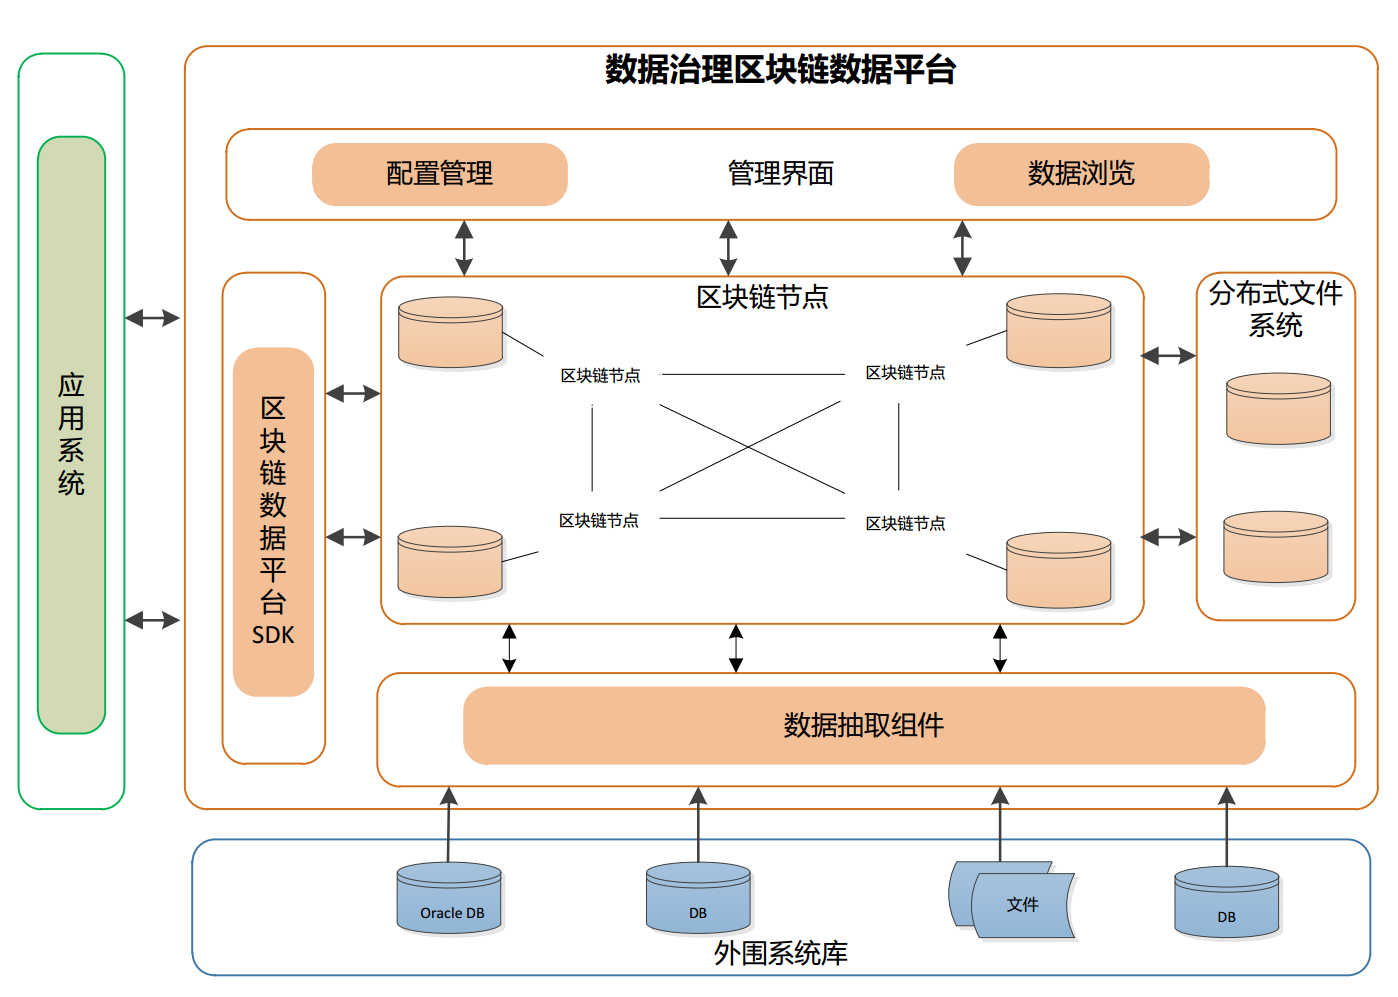 数据治理区块链数据平台
配置管理
管理界面
数据浏览
应
用
系
统
区
块
链
数
据
平
台
SDK
区块链节点
区块链节点
区块链节点
区块链节点
区块链节点
分布式文件
系统
数据抽取组件
Oracle DB
DB
文件
DB
外围系统库